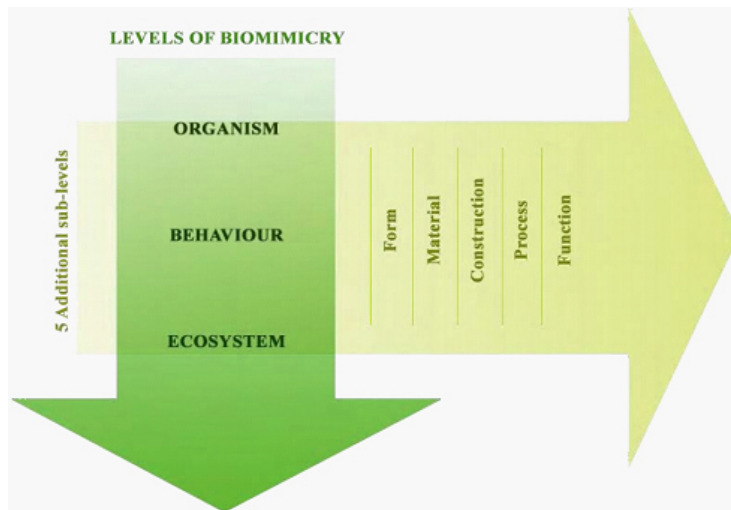 LEVELS OF BIOMIMICRY
ORGANISM
BEHAVIOUR
ECOSYSTEM
5 Additional sub-levels
Form
Material
Construction
Process
Function